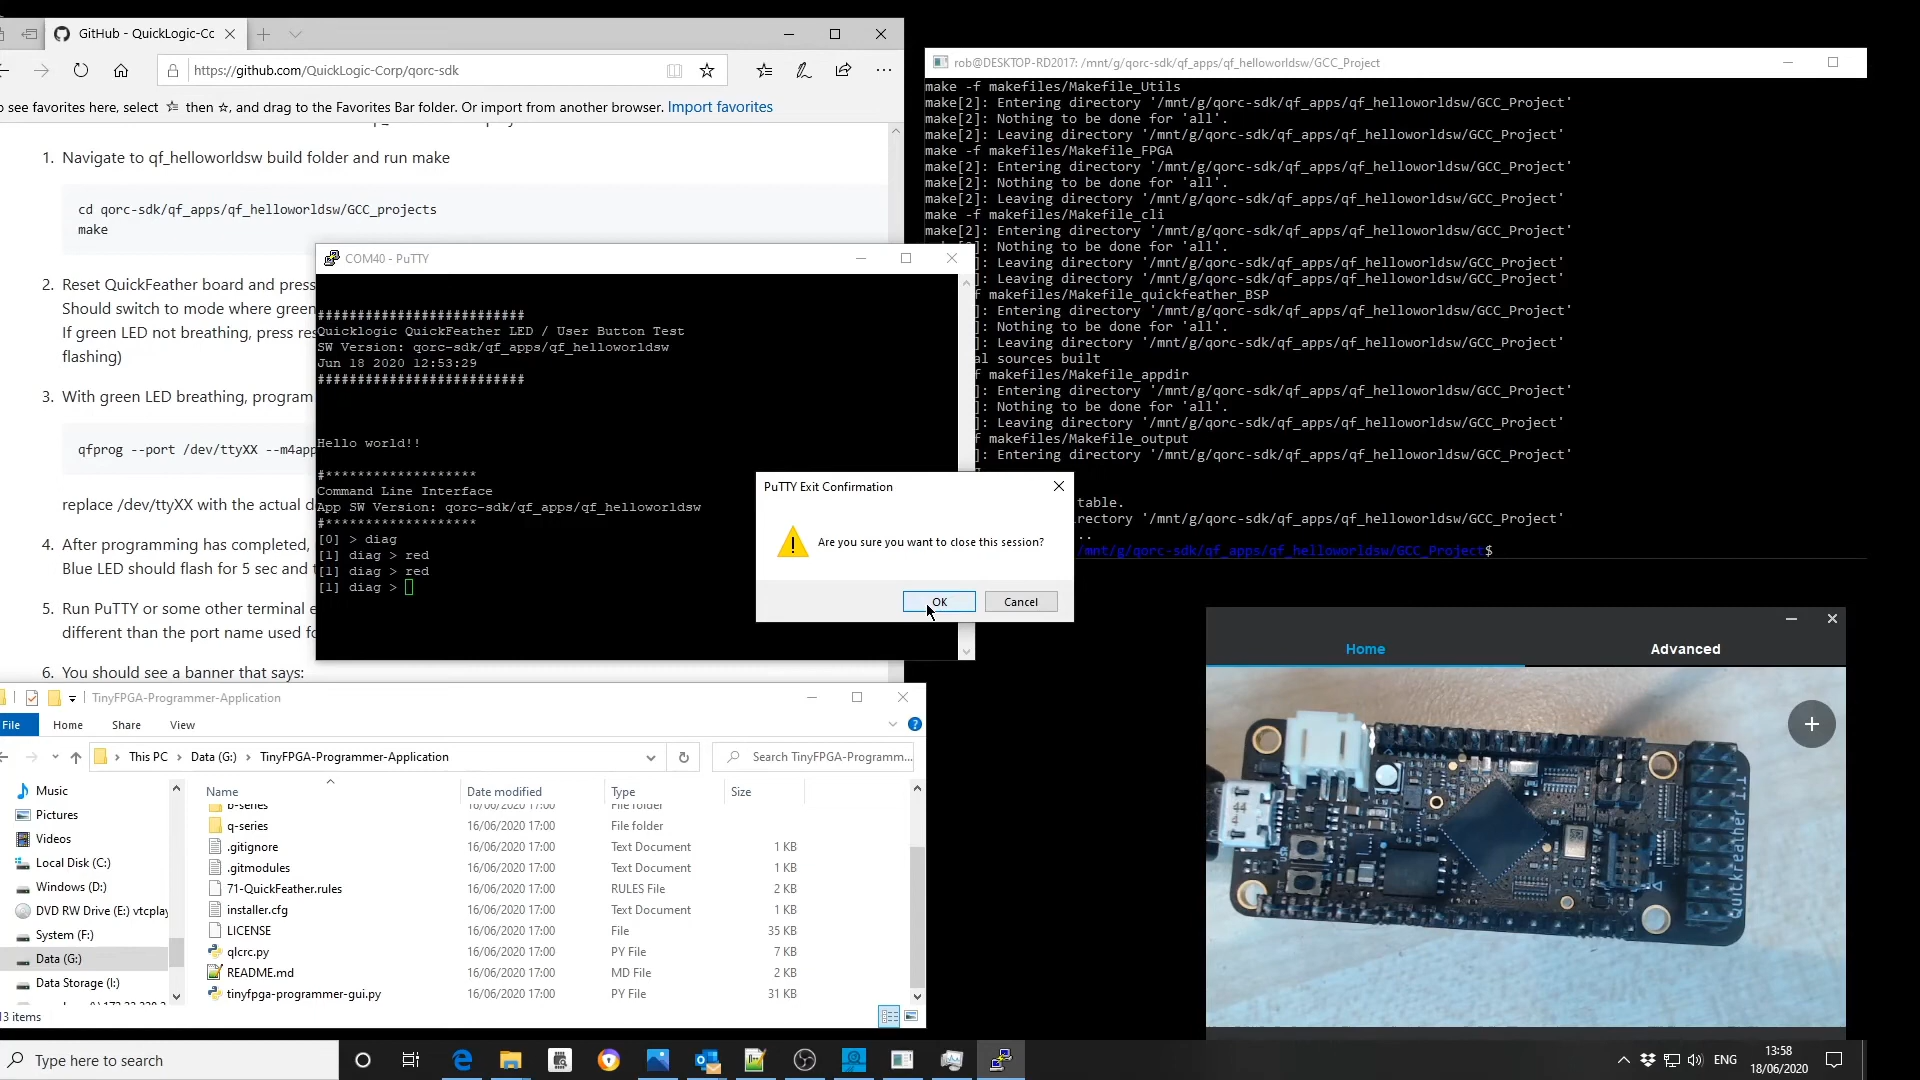 GitHub - QuickLogic-Cc
https://github.com/QuickLogic-Corp/qorc-sdk
o see favorites here, select ☆ then ☆, and drag to the Favorites Bar folder. Or import from another browser. Import favorites
1. Navigate to qf_helloworldsw build folder and run make
cd qorc-sdk/qf_apps/qf_helloworldsw/GCC_projects
make
2. Reset QuickFeather board and press
Should switch to mode where green
If green LED not breathing, press res
flashing)
3. With green LED breathing, program
qfprog --port /dev/ttyXX --m4app
replace /dev/ttyXX with the actual d
4. After programming has completed,
Blue LED should flash for 5 sec and t
5. Run PuTTY or some other terminal e
different than the port name used fo
6. You should see a banner that says:
rob@DESKTOP-RD2017: /mnt/g/qorc-sdk/qf_apps/qf_helloworldsw/GCC_Project
make -f makefiles/Makefile_Utils
make[2]: Entering directory '/mnt/g/qorc-sdk/qf_apps/qf_helloworldsw/GCC_Project'
make[2]: Nothing to be done for 'all'.
make[2]: Leaving directory '/mnt/g/qorc-sdk/qf_apps/qf_helloworldsw/GCC_Project'
make -f makefiles/Makefile_FPGA
make[2]: Entering directory '/mnt/g/qorc-sdk/qf_apps/qf_helloworldsw/GCC_Project'
make[2]: Nothing to be done for 'all'.
make[2]: Leaving directory '/mnt/g/qorc-sdk/qf_apps/qf_helloworldsw/GCC_Project'
make -f makefiles/Makefile_cli
make[2]: Entering directory '/mnt/g/qorc-sdk/qf_apps/qf_helloworldsw/GCC_Project'
make[2]: Nothing to be done for 'all'.
]: Leaving directory '/mnt/g/qorc-sdk/qf_apps/qf_helloworldsw/GCC_Project'
]: Leaving directory '/mnt/g/qorc-sdk/qf_apps/qf_helloworldsw/GCC_Project'
f makefiles/Makefile_quickfeather_BSP
]: Entering directory '/mnt/g/qorc-sdk/qf_apps/qf_helloworldsw/GCC_Project'
]: Nothing to be done for 'all'.
]: Leaving directory '/mnt/g/qorc-sdk/qf_apps/qf_helloworldsw/GCC_Project'
al sources built
f makefiles/Makefile_appdir
]: Entering directory '/mnt/g/qorc-sdk/qf_apps/qf_helloworldsw/GCC_Project'
]: Nothing to be done for 'all'.
]: Leaving directory '/mnt/g/qorc-sdk/qf_apps/qf_helloworldsw/GCC_Project'
f makefiles/Makefile_output
]: Entering directory '/mnt/g/qorc-sdk/qf_apps/qf_helloworldsw/GCC_Project'
table.
rectory '/mnt/g/qorc-sdk/qf_apps/qf_helloworldsw/GCC_Project'
..
/mnt/g/qorc-sdk/qf_apps/qf_helloworldsw/GCC_Project$
COM40 - PuTTY
##########################
Quicklogic QuickFeather LED / User Button Test
SW Version: qorc-sdk/qf_apps/qf_helloworldsw
Jun 18 2020 12:53:29
##########################
Hello world!!
#*******************
Command Line Interface
App SW Version: qorc-sdk/qf_apps/qf_helloworldsw
#*******************
[0] > diag
[1] diag > red
[1] diag > red
[1] diag >
PuTTY Exit Confirmation
Are you sure you want to close this session?
OK Cancel
TinyFPGA-Programmer-Application
File Home Share View
This PC > Data (G:) > TinyFPGA-Programmer-Application
Search TinyFPGA-Programm...
Music
Pictures
Videos
Local Disk (C:)
Windows (D:)
DVD RW Drive (E:) vtcplay
System (F:)
Data (G:)
Data Storage (I:)
Name Date modified Type Size
b-series 16/06/2020 17:00 File folder
q-series 16/06/2020 17:00 File folder
.gitignore 16/06/2020 17:00 Text Document 1 KB
.gitmodules 16/06/2020 17:00 Text Document 1 KB
71-QuickFeather.rules 16/06/2020 17:00 RULES File 2 KB
installer.cfg 16/06/2020 17:00 Text Document 1 KB
LICENSE 16/06/2020 17:00 File 35 KB
qlcrc.py 16/06/2020 17:00 PY File 7 KB
README.md 16/06/2020 17:00 MD File 2 KB
tinyfpga-programmer-gui.py 16/06/2020 17:00 PY File 31 KB
13 items
Home Advanced
Quickfeather 1.1
USR
Type here to search
ENG
13:58
18/06/2020